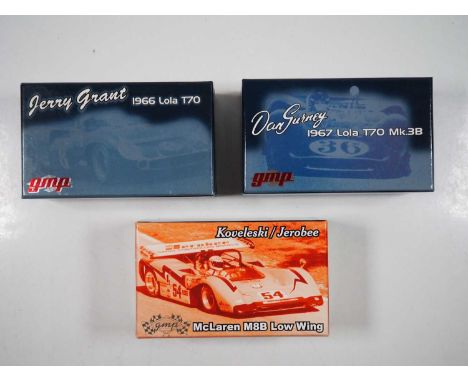 Jerry Grant
1966 Lola T70
gmp
Dan Gurney
1967 Lola T70 Mk.3B
36
gmp
Koveleski / Jerobee
54
54
gmp
McLaren M8B Low Wing